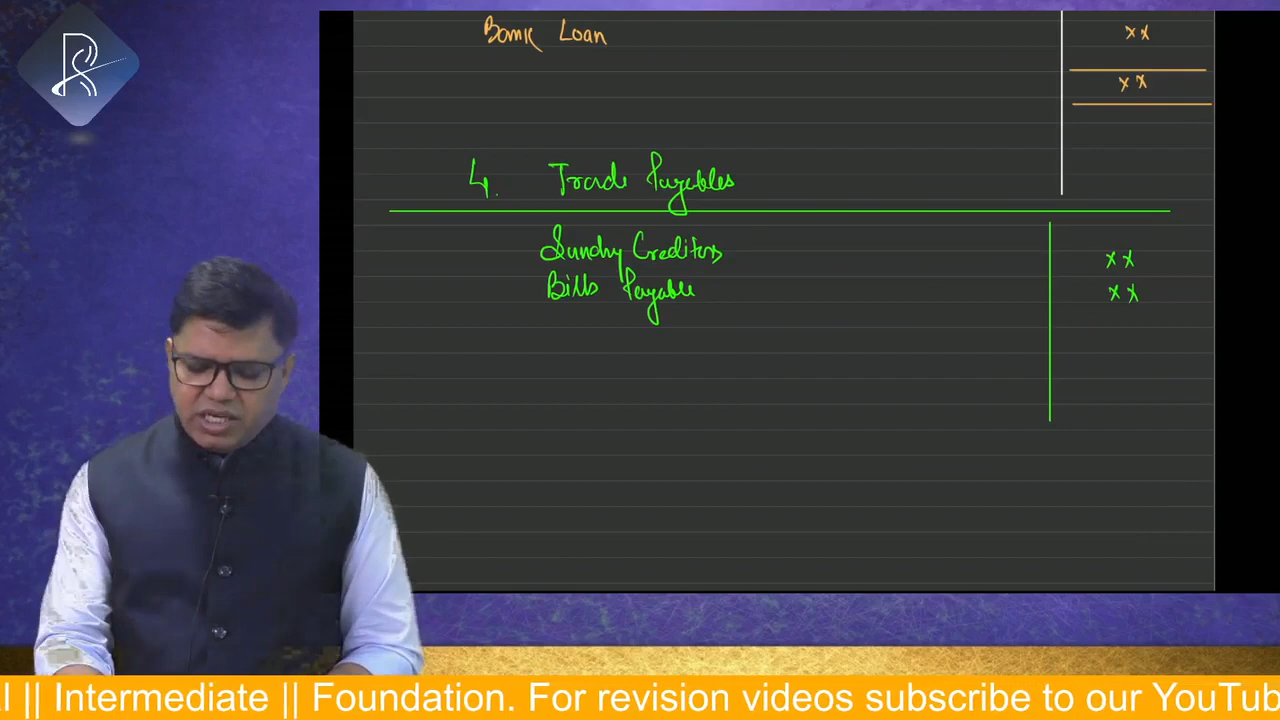 Bank Loan xx
xx
4. Trade Payables
Sundry Creditors xx
Bills Payable xx
l || Intermediate || Foundation. For revision videos subscribe to our YouTub